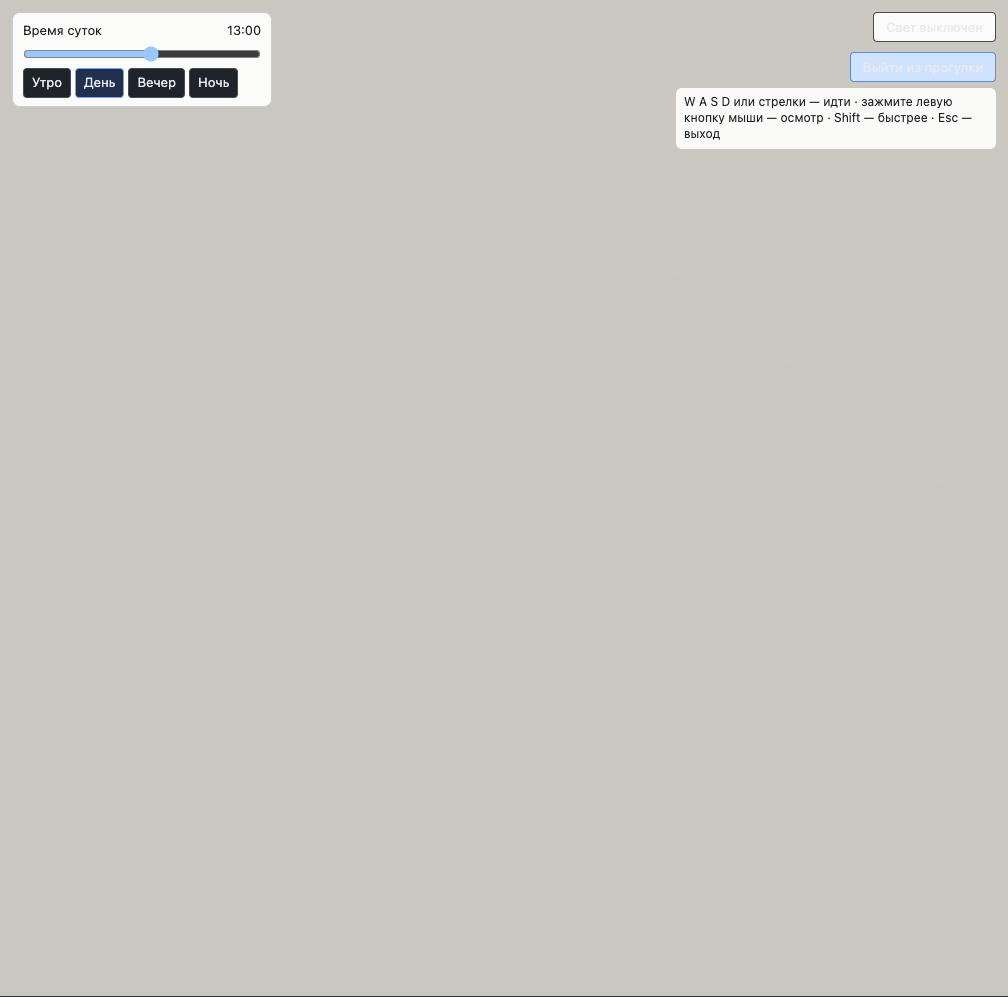 Время суток 13:00
Утро День Вечер Ночь
Свет выключен
Выйти из прогулки
W A S D или стрелки — идти · зажмите левую
кнопку мыши — осмотр · Shift — быстрее · Esc —
выход